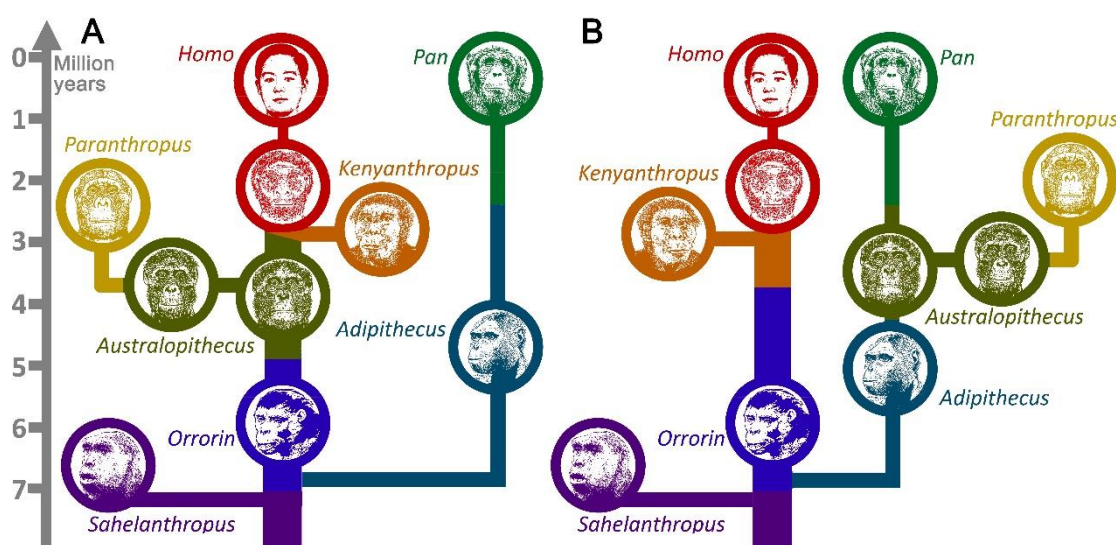 A
B
0
Million
years
1
2
3
4
5
6
7
Homo
Pan
Paranthropus
Kenyanthropus
Australopithecus
Adipithecus
Orrorin
Sahelanthropus
Homo
Pan
Paranthropus
Kenyanthropus
Australopithecus
Adipithecus
Orrorin
Sahelanthropus